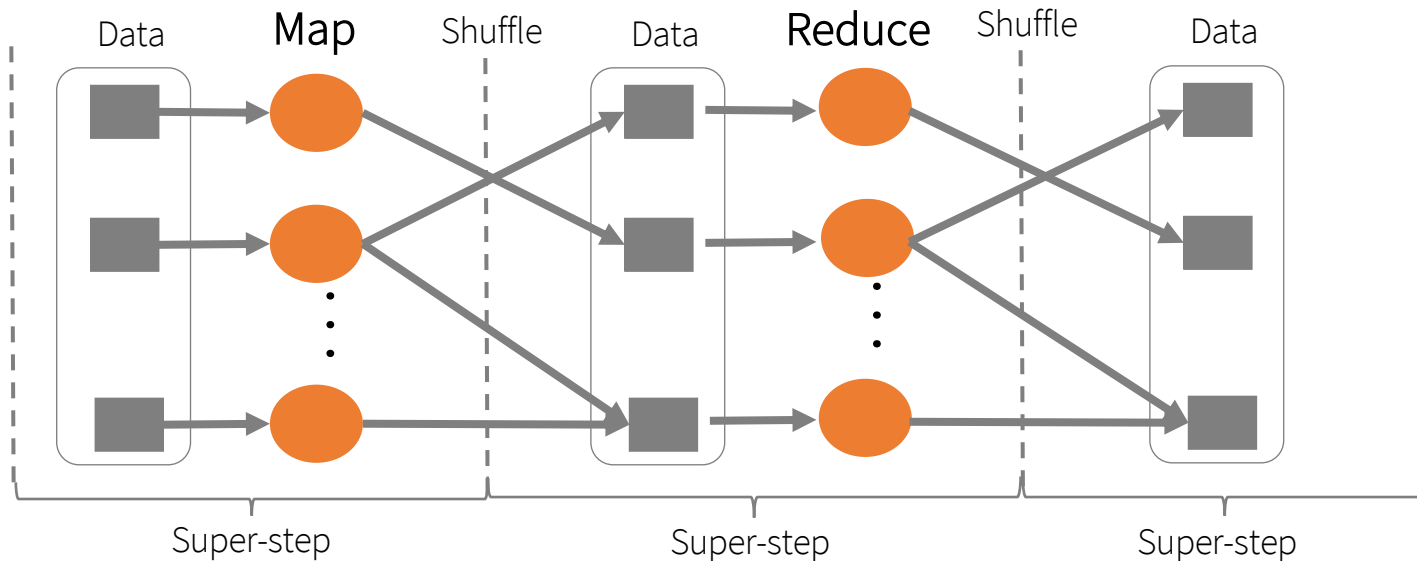 Data
Map
Shuffle
Data
Reduce
Shuffle
Data
Super-step
Super-step
Super-step